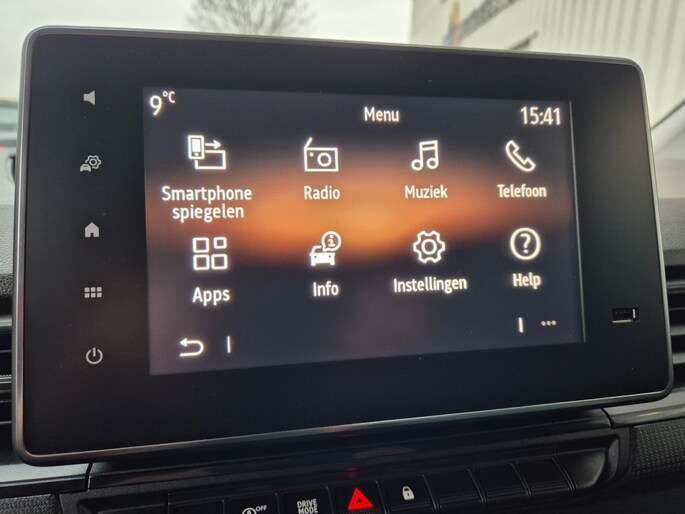 9°C
Menu
15:41
Smartphone
spiegelen
Radio
Muziek
Telefoon
Apps
Info
Instellingen
Help
OFF
DRIVE
MODE